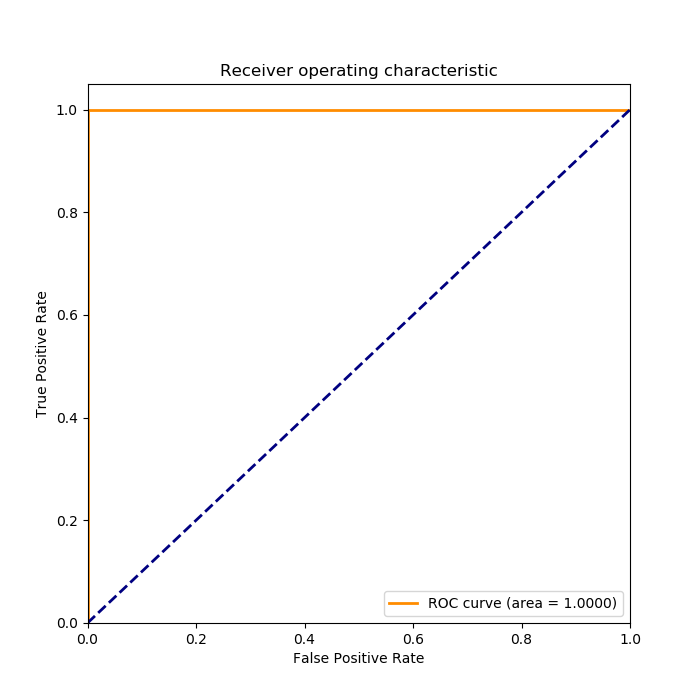 Receiver operating characteristic
1.0
0.8
0.6
0.4
0.2
0.0
True Positive Rate
ROC curve (area = 1.0000)
0.0 0.2 0.4 0.6 0.8 1.0
False Positive Rate